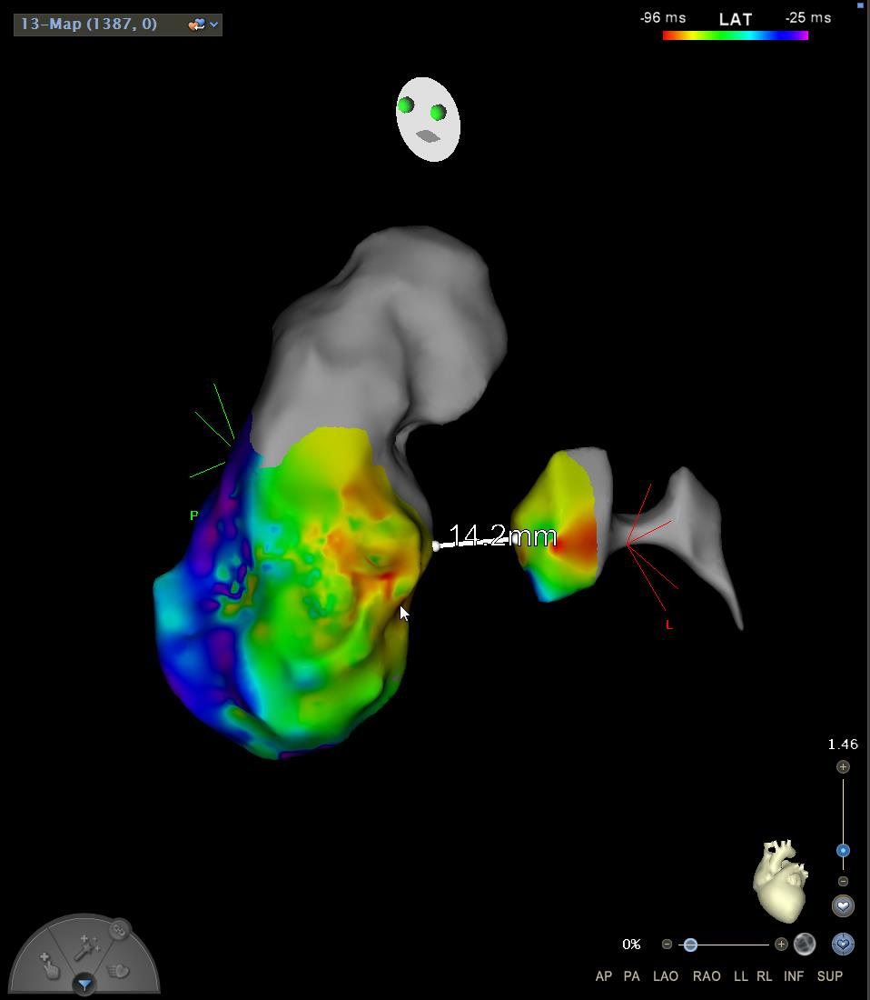 13-Map (1387, 0)
-96 ms LAT -25 ms
R
14.2mm
L
1.46
0%
AP PA LAO RAO LL RL INF SUP